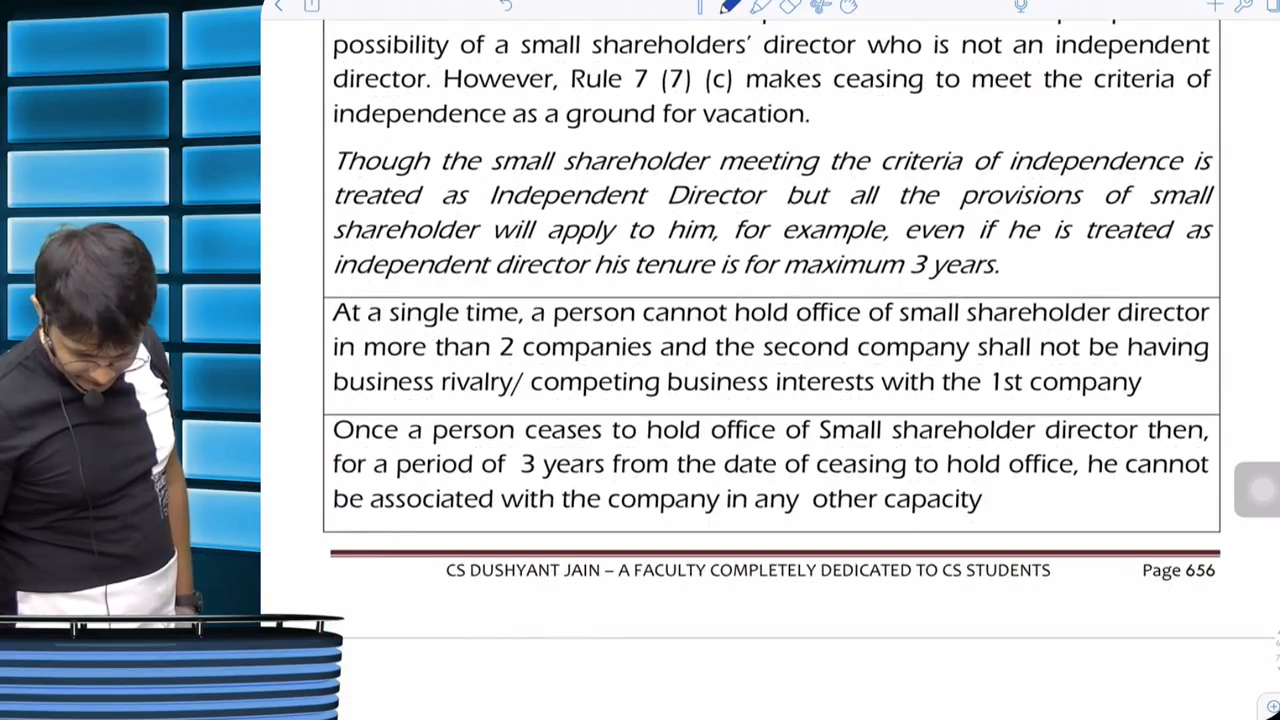 possibility of a small shareholders’ director who is not an independent
director. However, Rule 7 (7) (c) makes ceasing to meet the criteria of
independence as a ground for vacation.
Though the small shareholder meeting the criteria of independence is
treated as Independent Director but all the provisions of small
shareholder will apply to him, for example, even if he is treated as
independent director his tenure is for maximum 3 years.
At a single time, a person cannot hold office of small shareholder director
in more than 2 companies and the second company shall not be having
business rivalry/ competing business interests with the 1st company
Once a person ceases to hold office of Small shareholder director then,
for a period of 3 years from the date of ceasing to hold office, he cannot
be associated with the company in any other capacity
CS DUSHYANT JAIN – A FACULTY COMPLETELY DEDICATED TO CS STUDENTS
Page 656